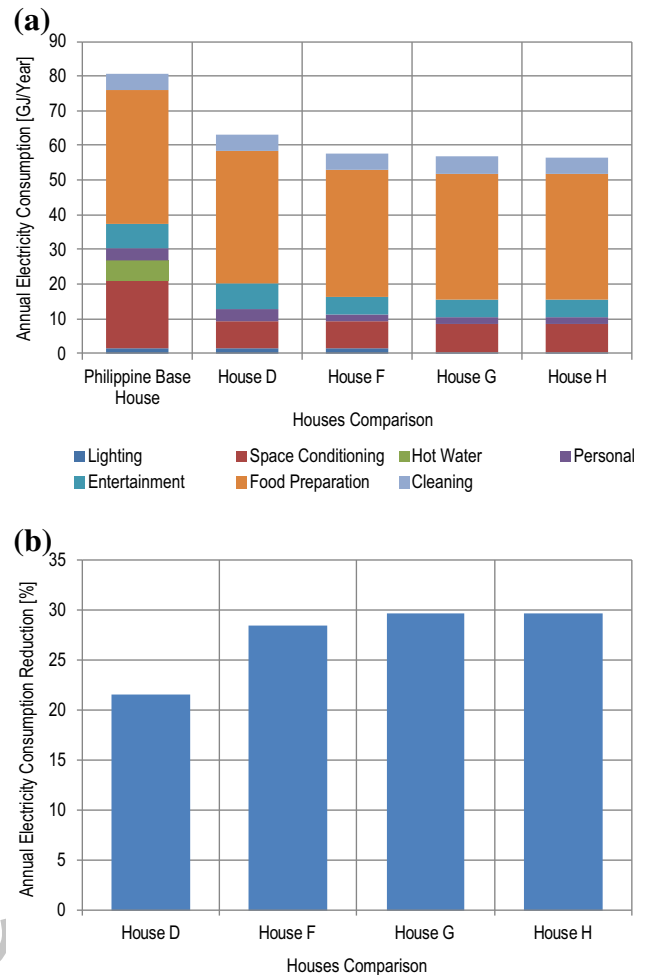 (a)
Annual Electricity Consumption [GJ/Year]
90
80
70
60
50
40
30
20
10
0
Philippine Base House
House D
House F
House G
House H
Houses Comparison
Lighting
Space Conditioning
Hot Water
Personal
Entertainment
Food Preparation
Cleaning
(b)
Annual Electricity Consumption Reduction [%]
35
30
25
20
15
10
5
0
House D
House F
House G
House H
Houses Comparison